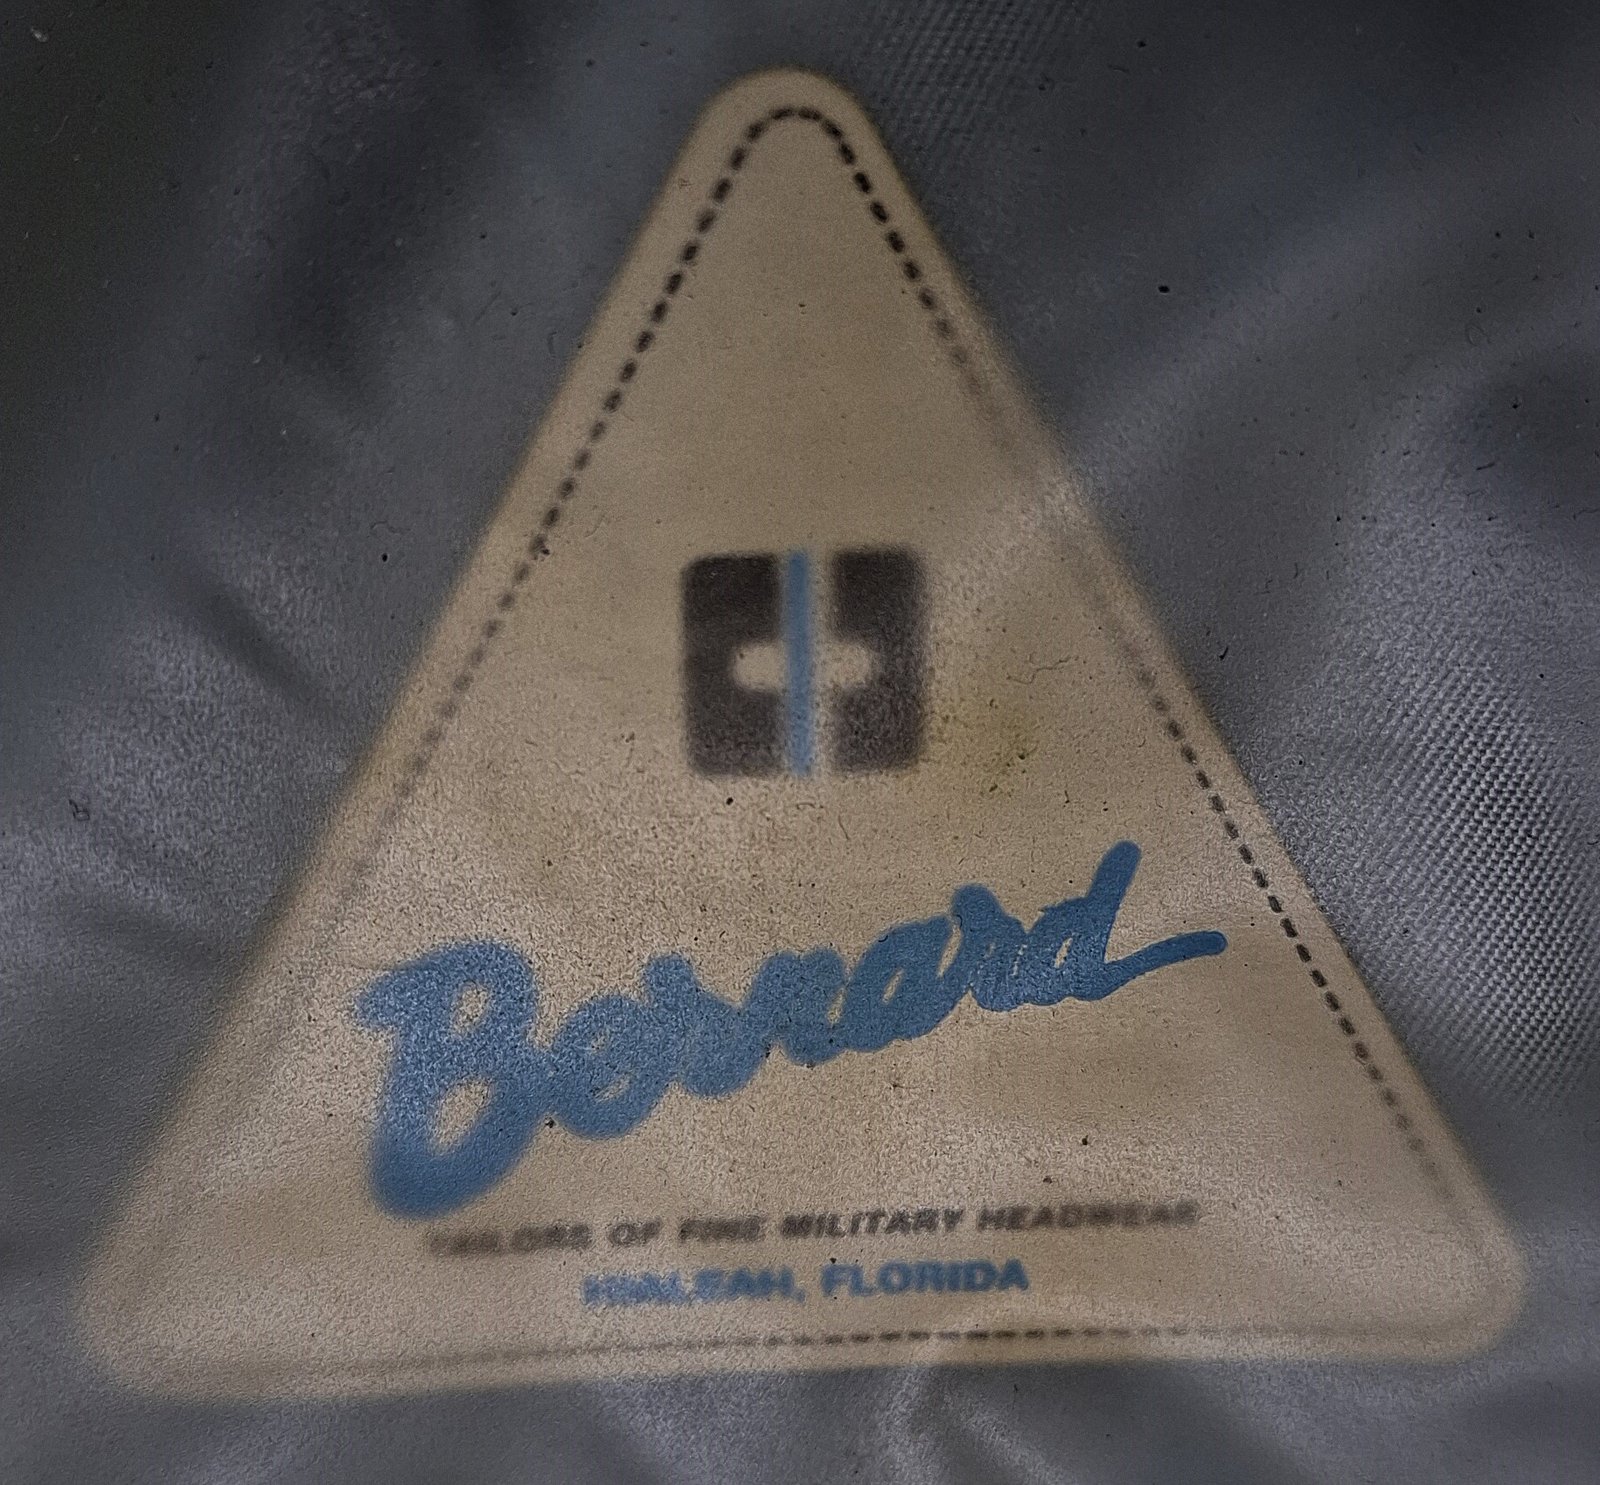 Bernard
TAILORS OF FINE MILITARY HEADWEAR
HIALEAH, FLORIDA